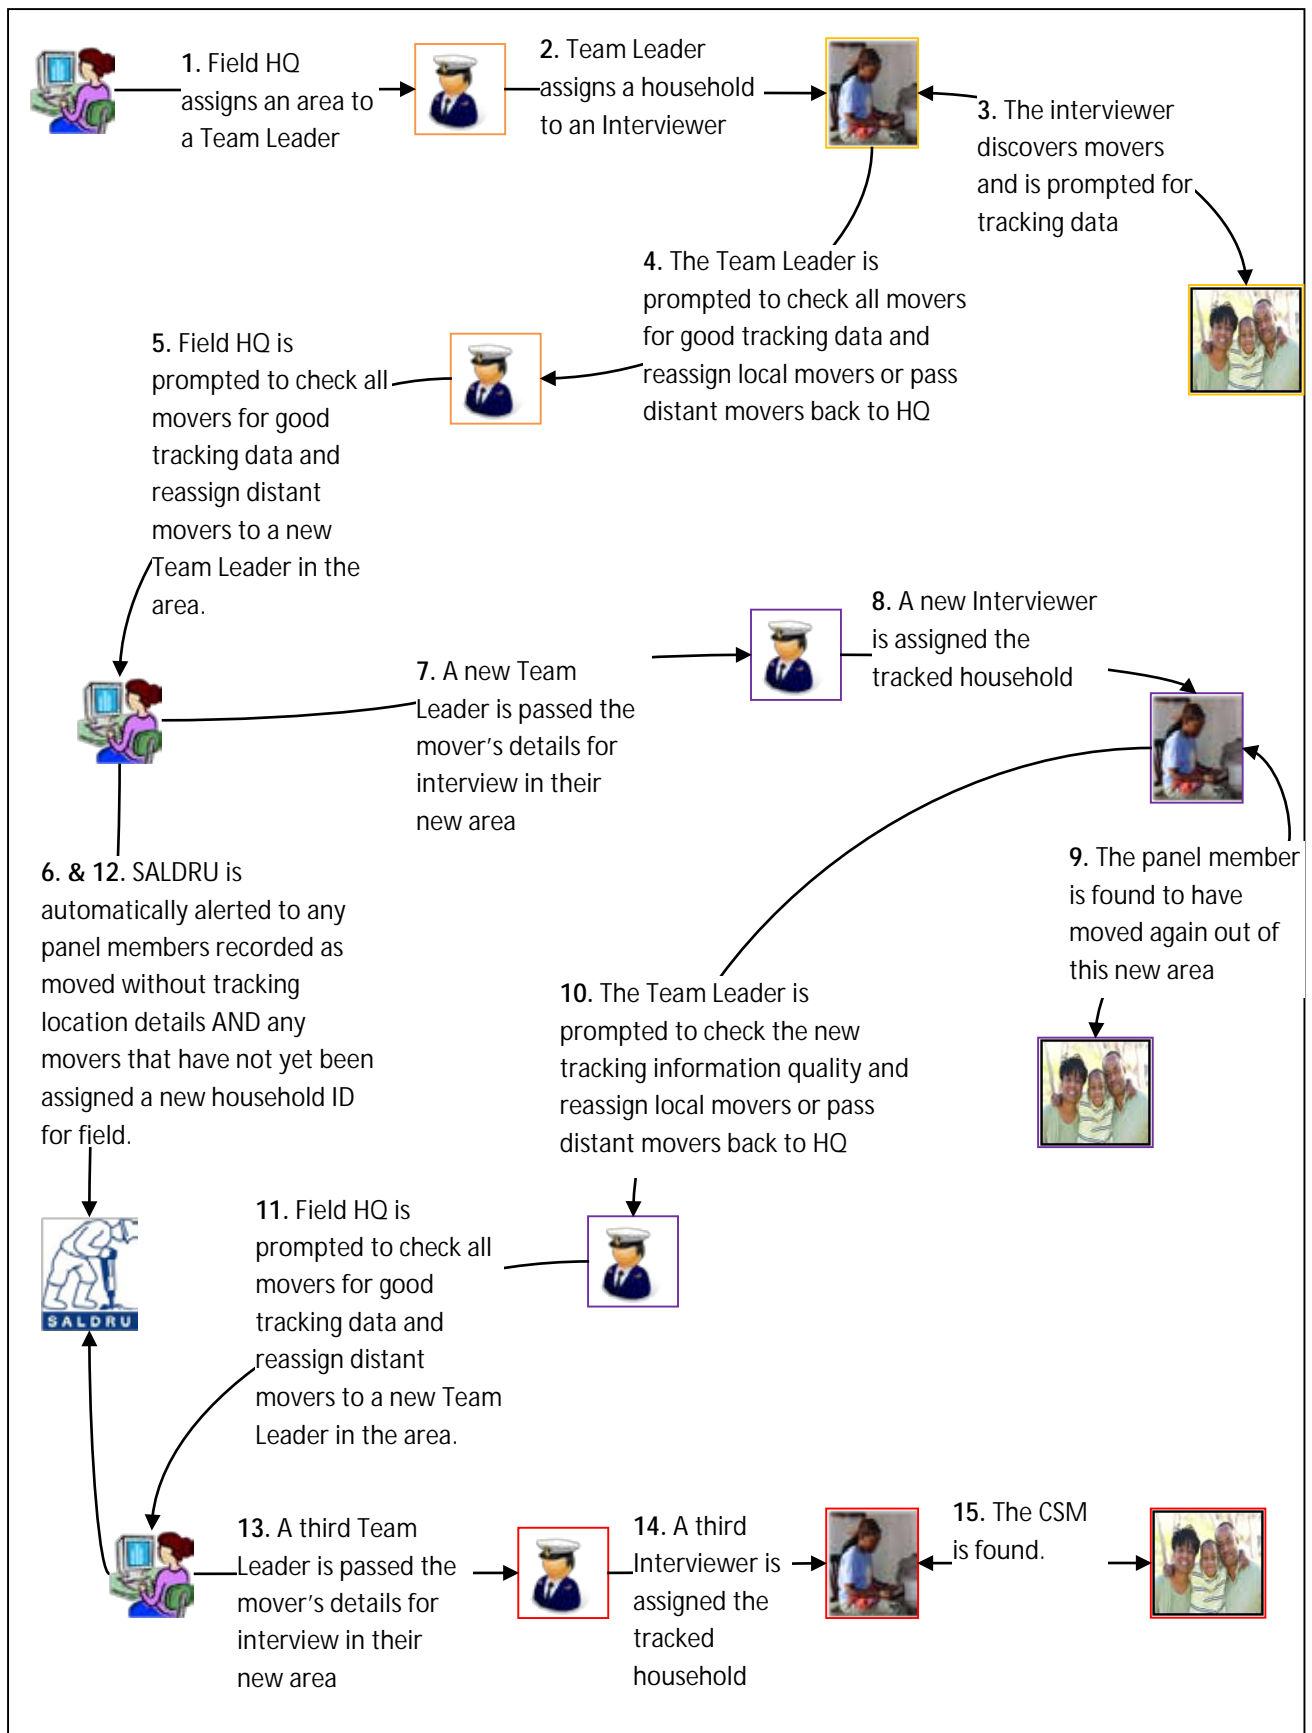 1. Field HQ
assigns an area to
a Team Leader
2. Team Leader
assigns a household
to an Interviewer
3. The interviewer
discovers movers
and is prompted for
tracking data
4. The Team Leader is
prompted to check all movers
for good tracking data and
reassign local movers or pass
distant movers back to HQ
5. Field HQ is
prompted to check all
movers for good
tracking data and
reassign distant
movers to a new
Team Leader in the
area.
6. & 12. SALDRU is
automatically alerted to any
panel members recorded as
moved without tracking
location details AND any
movers that have not yet been
assigned a new household ID
for field.
SALDRU
7. A new Team
Leader is passed the
mover's details for
interview in their
new area
8. A new Interviewer
is assigned the
tracked household
9. The panel member
is found to have
moved again out of
this new area
10. The Team Leader is
prompted to check the new
tracking information quality and
reassign local movers or pass
distant movers back to HQ
11. Field HQ is
prompted to check all
movers for good
tracking data and
reassign distant
movers to a new Team
Leader in the area.
13. A third Team
Leader is passed the
mover's details for
interview in their
new area
14. A third
Interviewer is
assigned the
tracked
household
15. The CSM
is found.